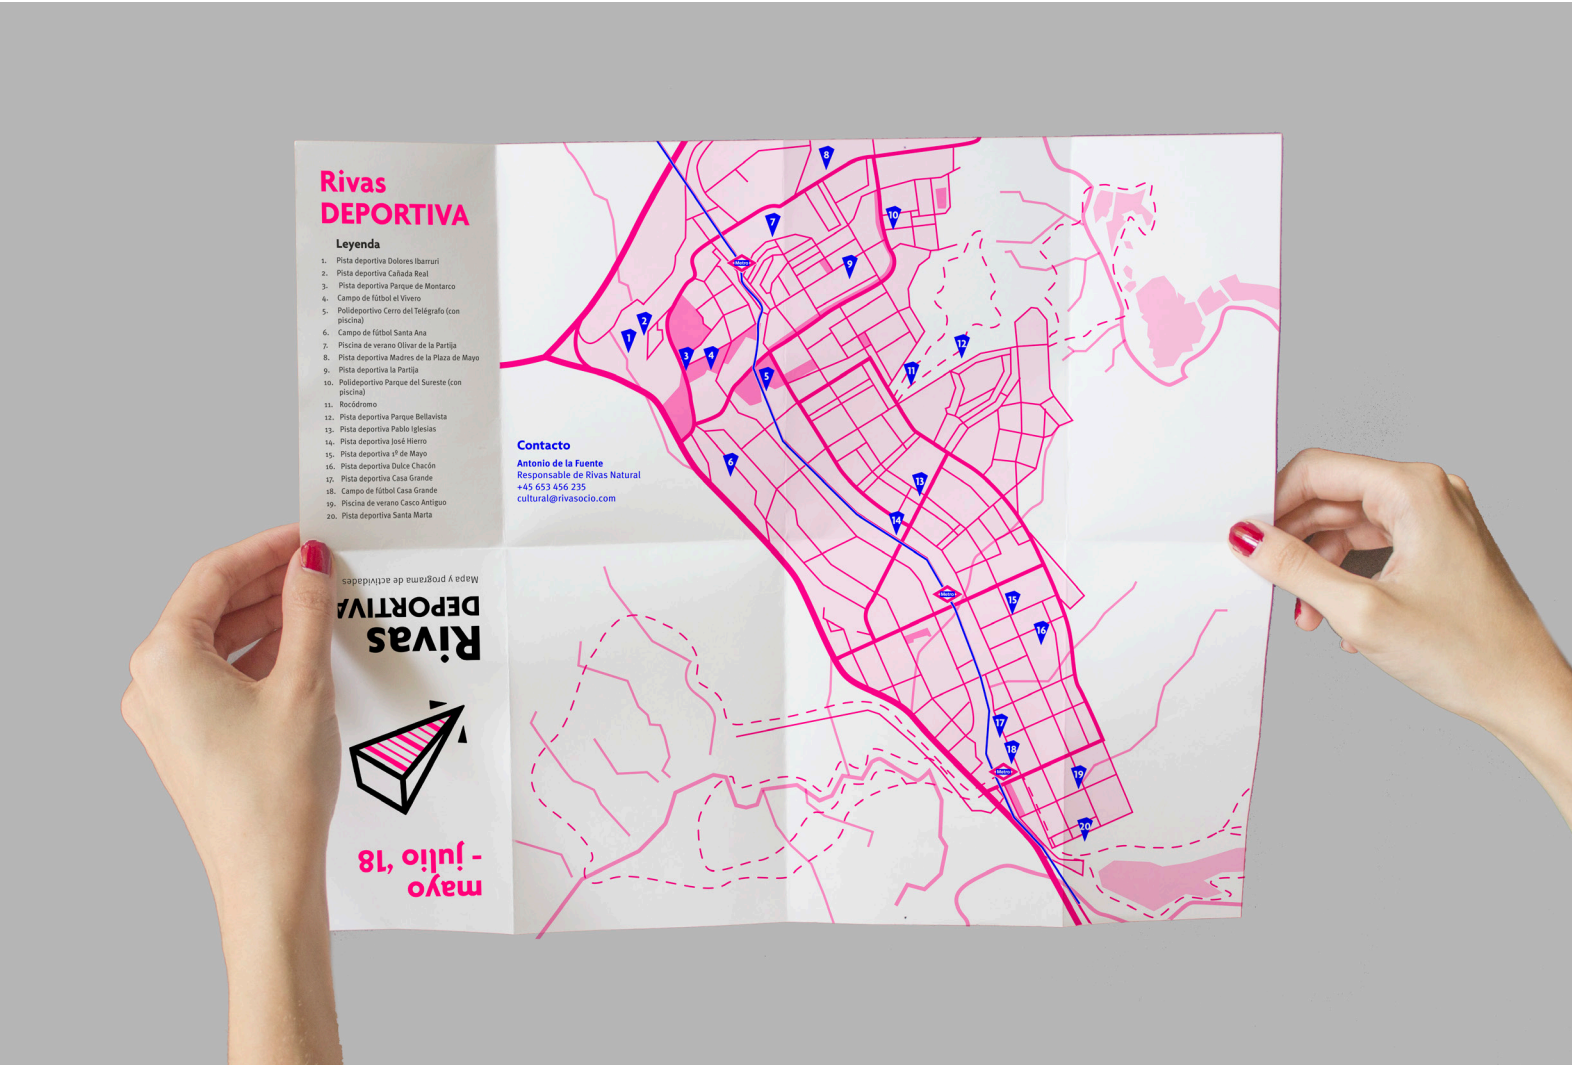 Rivas
DEPORTIVA
Leyenda
1. Pista deportiva Dolores Ibarruri
2. Pista deportiva Cañada Real
3. Pista deportiva Parque de Montarco
4. Campo de fútbol el Vivero
5. Polideportivo Cerro del Telégrafo (con
piscina)
6. Campo de fútbol Santa Ana
7. Piscina de verano Olivar de la Partija
8. Pista deportiva Madres de la Plaza de Mayo
9. Pista deportiva la Partija
10. Polideportivo Parque del Sureste (con
piscina)
11. Rocódromo
12. Pista deportiva Parque Bellavista
13. Pista deportiva Pablo Iglesias
14. Pista deportiva José Hierro
15. Pista deportiva 1º de Mayo
16. Pista deportiva Dulce Chacón
17. Pista deportiva Casa Grande
18. Campo de fútbol Casa Grande
19. Piscina de verano Casco Antiguo
20. Pista deportiva Santa Marta
mayo
- julio '18
Rivas
DEPORTIVA
Mapa y programa de actividades
Contacto
Antonio de la Fuente
Responsable de Rivas Natural
+45 653 456 235
cultural@rivasocio.com
8
7
10
Metro
9
2
1
3
4
12
11
5
6
13
14
Metro
15
16
17
18
Metro
19
20